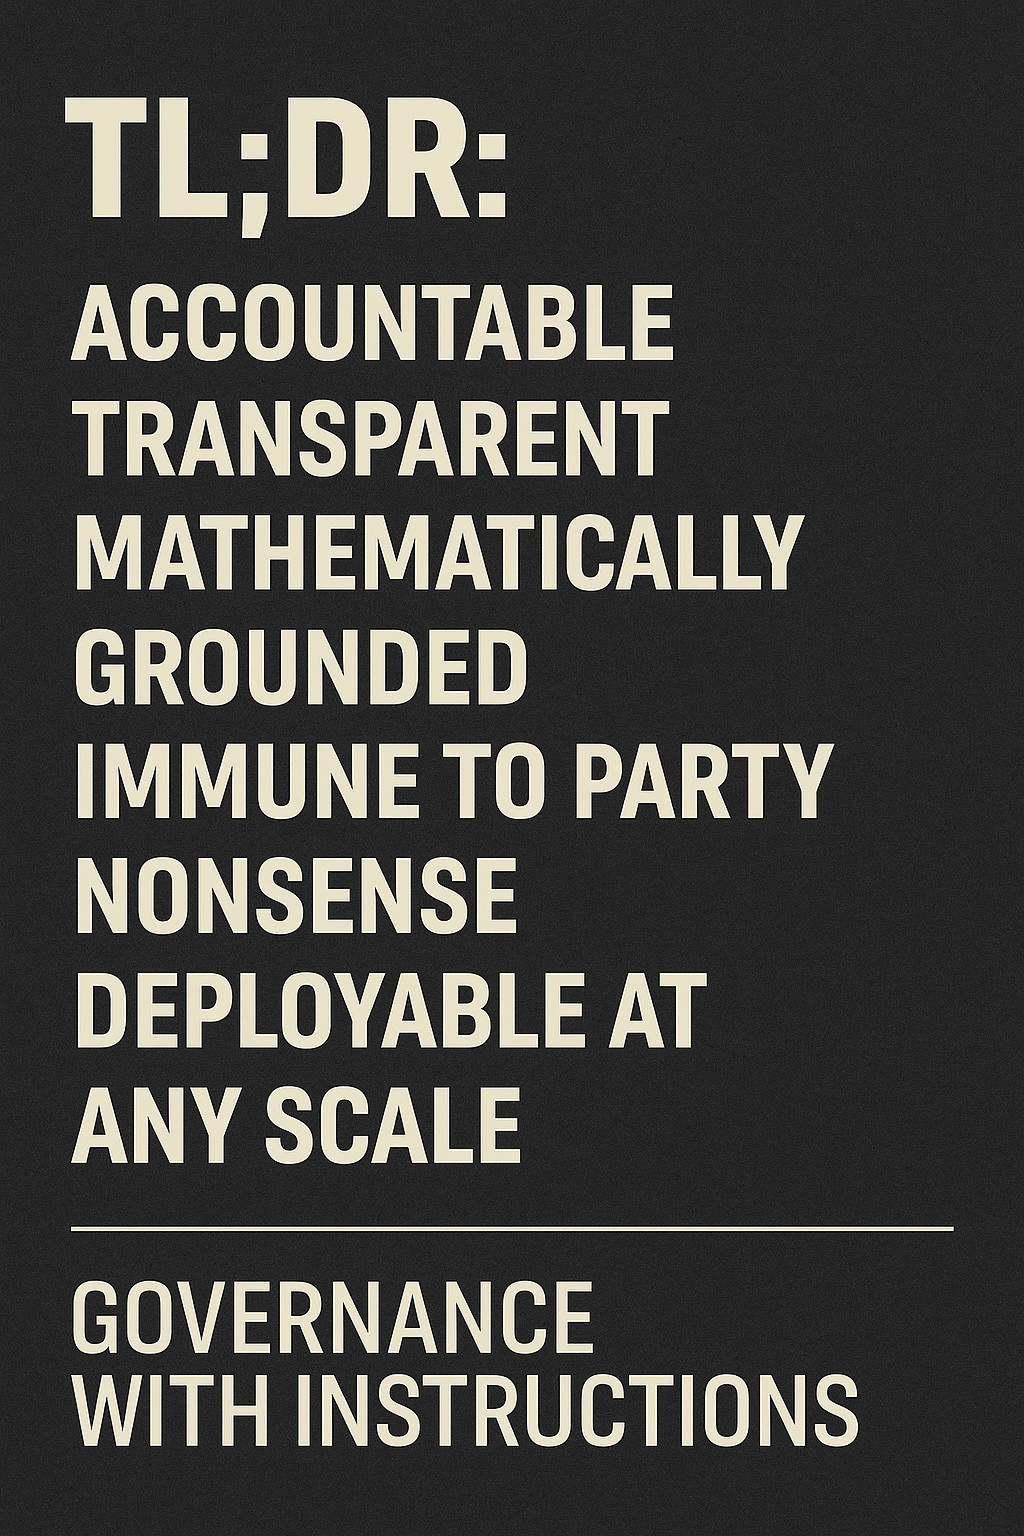 TL;DR:
ACCOUNTABLE
TRANSPARENT
MATHEMATICALLY
GROUNDED
IMMUNE TO PARTY
NONSENSE
DEPLOYABLE AT
ANY SCALE
GOVERNANCE
WITH INSTRUCTIONS